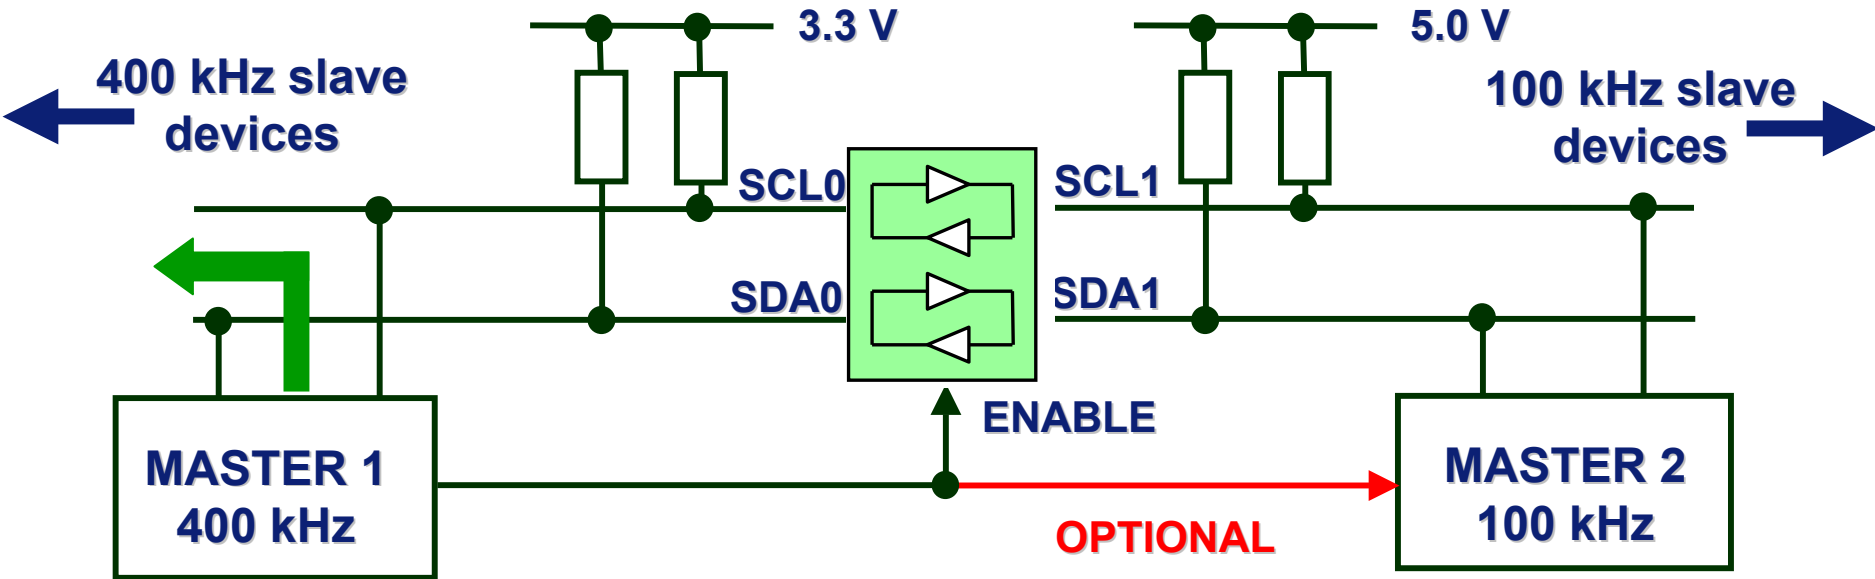 3.3 V
5.0 V
400 kHz slave
devices
100 kHz slave
devices
SCL0
SCL1
SDA0
SDA1
ENABLE
MASTER 1
400 kHz
MASTER 2
100 kHz
OPTIONAL